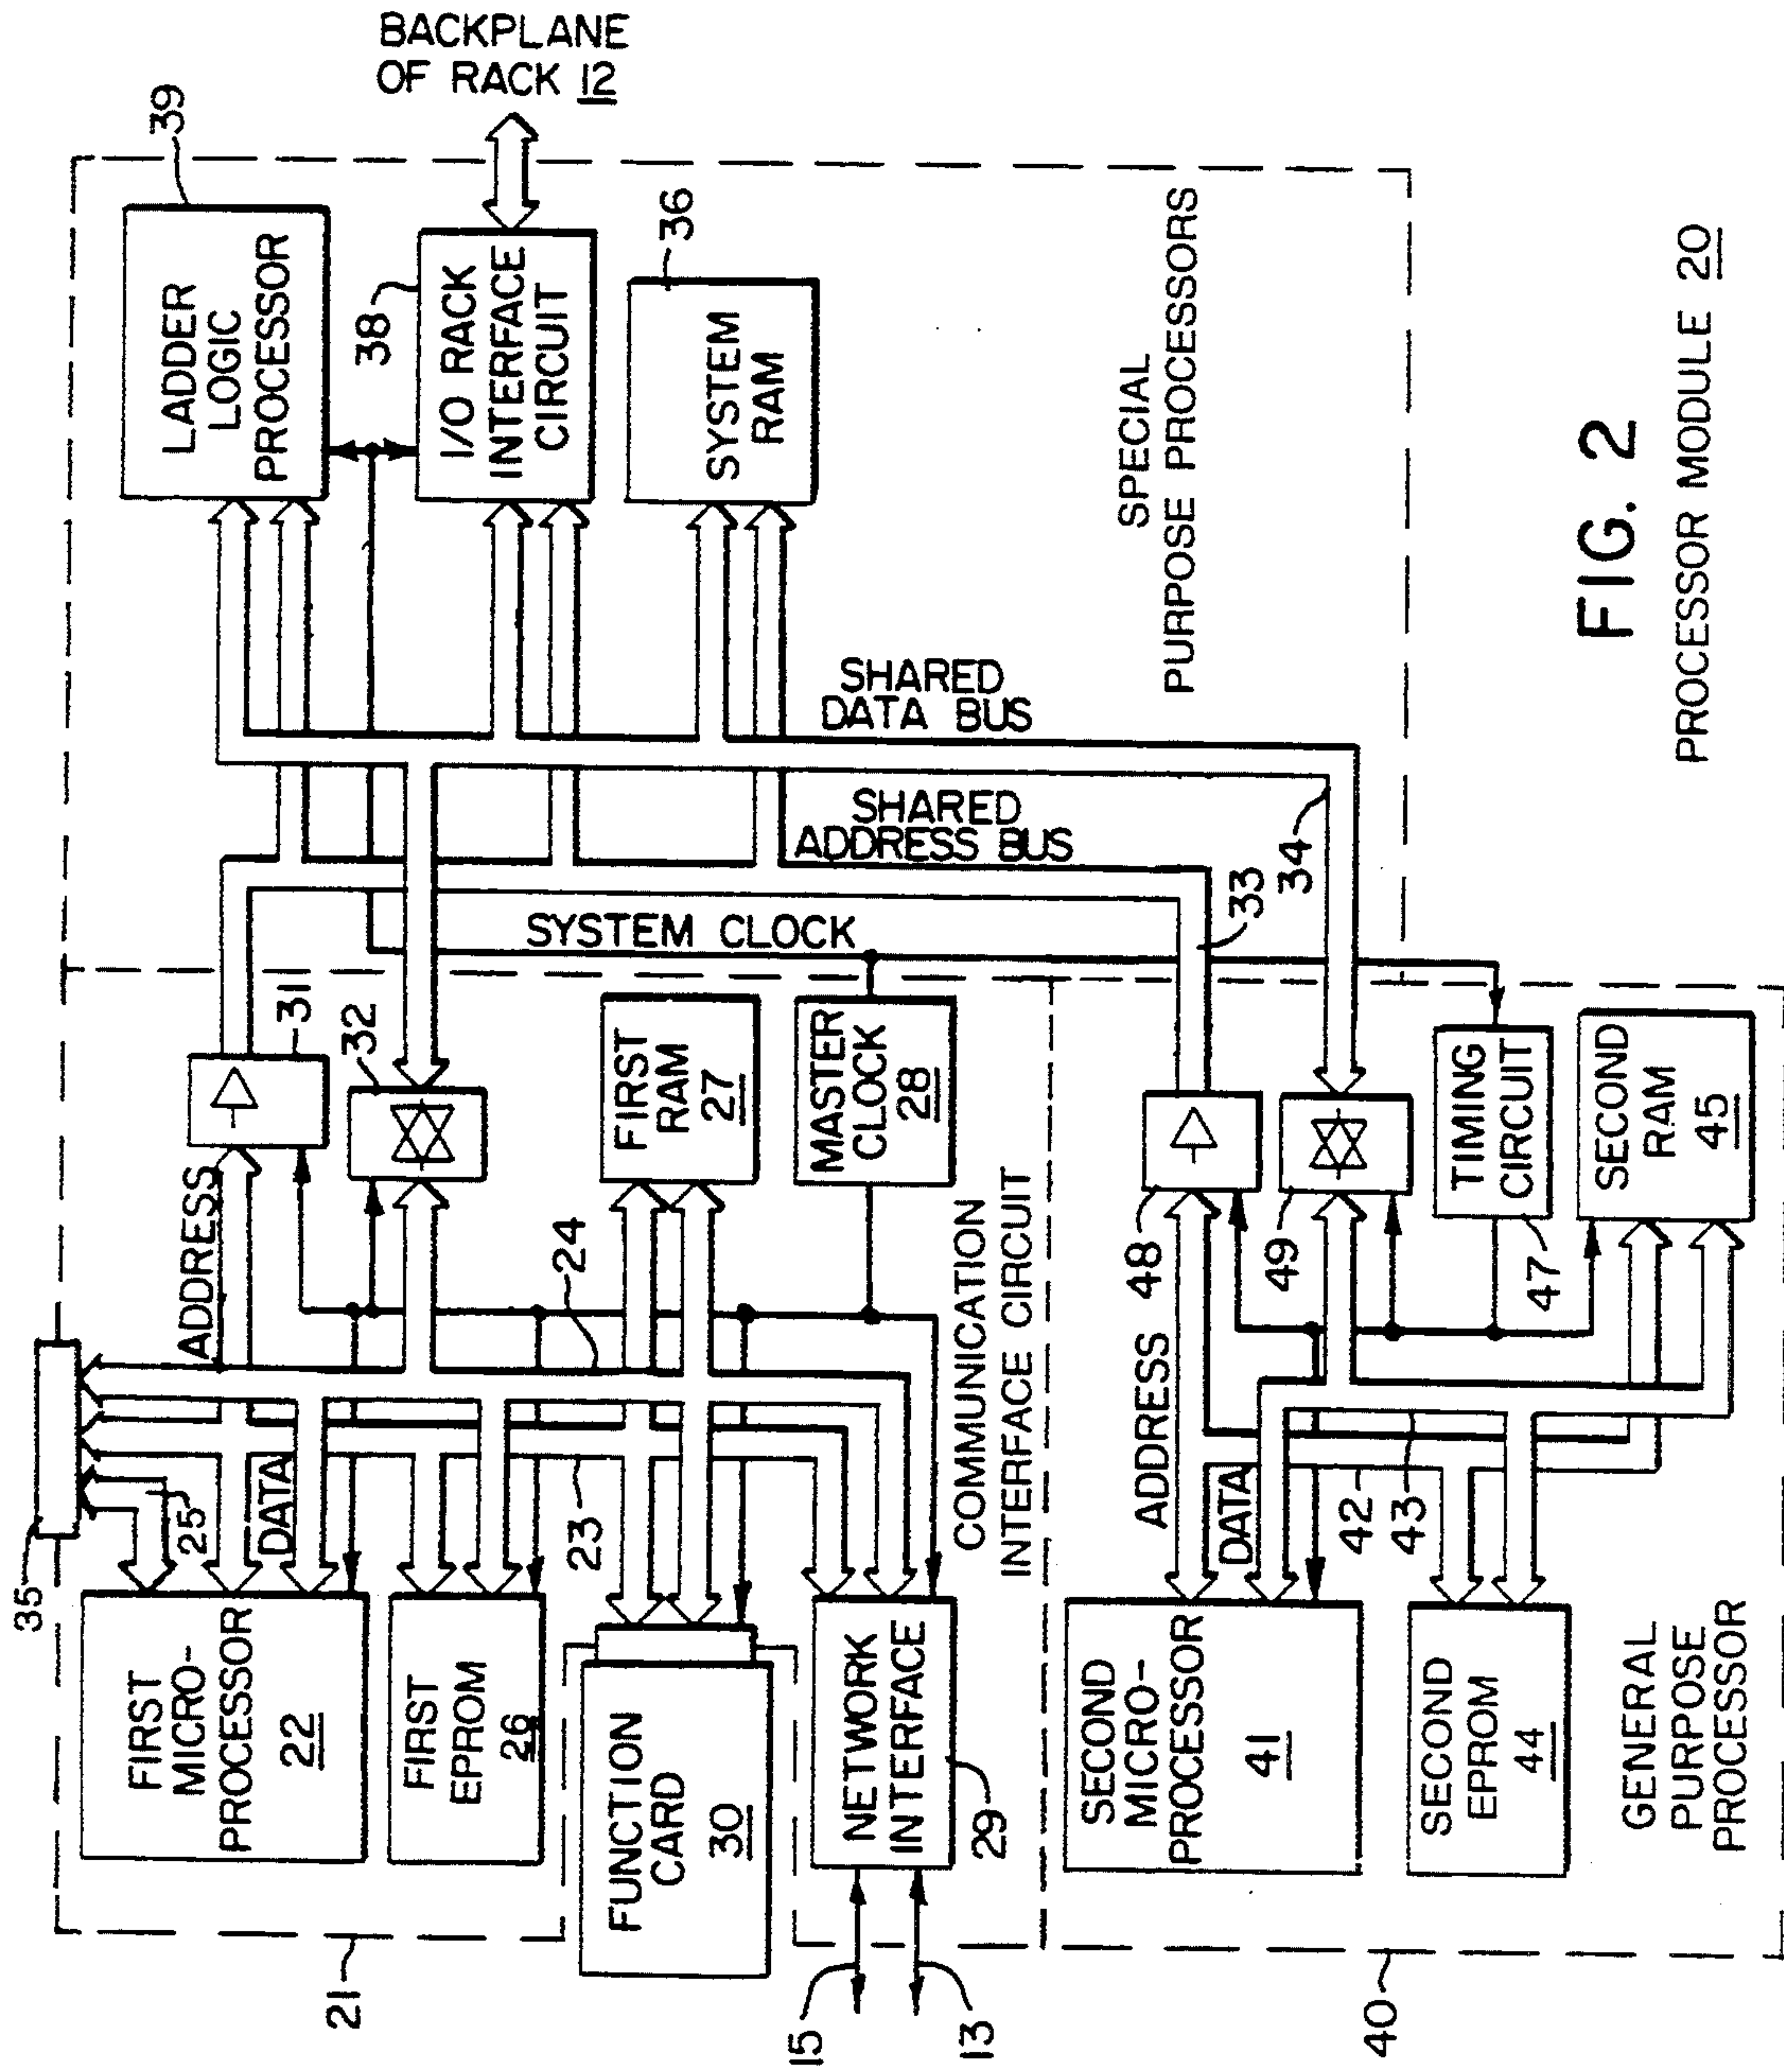 BACKPLANE
OF RACK 12
39
LADDER
LOGIC
PROCESSOR
38
I/O RACK
INTERFACE
CIRCUIT
36
SYSTEM
RAM
SPECIAL
PURPOSE PROCESSORS
SHARED
DATA BUS
SHARED
ADDRESS BUS
34
33
SYSTEM CLOCK
31
32
FIRST
RAM
27
MASTER
CLOCK
28
ADDRESS
24
35
25
DATA
23
COMMUNICATION
INTERFACE CIRCUIT
FIRST
MICRO-
PROCESSOR
22
FIRST
EPROM
26
FUNCTION
CARD
30
NETWORK
INTERFACE
29
21
15
13
48
49
TIMING
CIRCUIT
47
SECOND
RAM
45
ADDRESS
DATA
42
43
SECOND
MICRO-
PROCESSOR
41
SECOND
EPROM
44
GENERAL
PURPOSE
PROCESSOR
40
FIG. 2
PROCESSOR MODULE 20